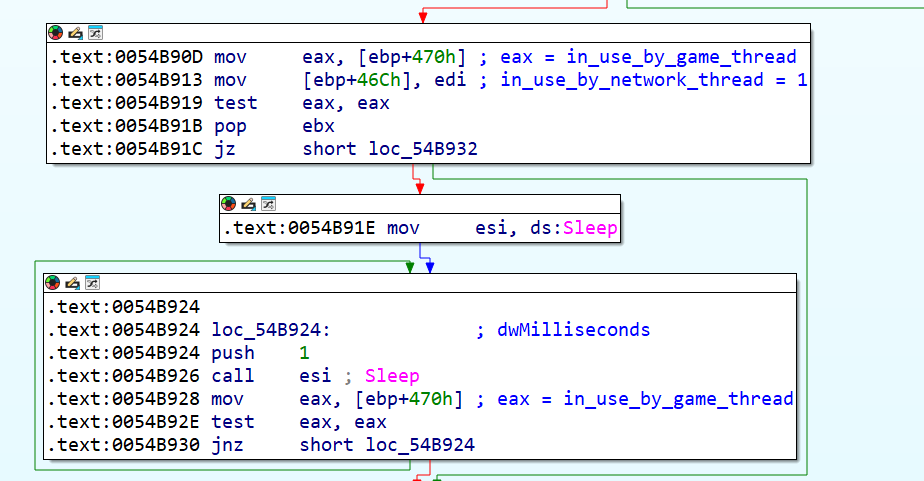 .text:0054B90D mov eax, [ebp+470h] ; eax = in_use_by_game_thread
.text:0054B913 mov [ebp+46Ch], edi ; in_use_by_network_thread = 1
.text:0054B919 test eax, eax
.text:0054B91B pop ebx
.text:0054B91C jz short loc_54B932
.text:0054B91E mov esi, ds:Sleep
.text:0054B924
.text:0054B924 loc_54B924: ; dwMilliseconds
.text:0054B924 push 1
.text:0054B926 call esi ; Sleep
.text:0054B928 mov eax, [ebp+470h] ; eax = in_use_by_game_thread
.text:0054B92E test eax, eax
.text:0054B930 jnz short loc_54B924